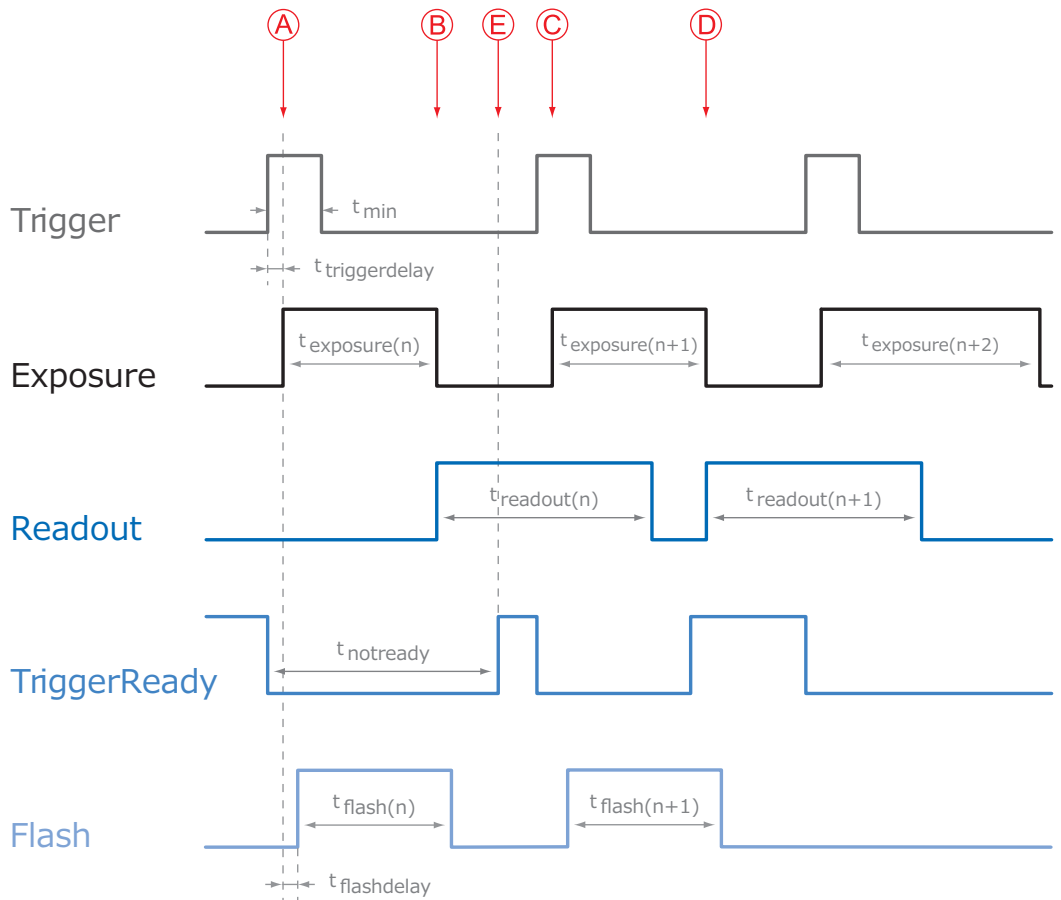 A B E C D
Trigger
t min
t triggerdelay
Exposure
t exposure(n)
t exposure(n+1)
t exposure(n+2)
Readout
t readout(n)
t readout(n+1)
TriggerReady
t notready
Flash
t flash(n)
t flash(n+1)
t flashdelay